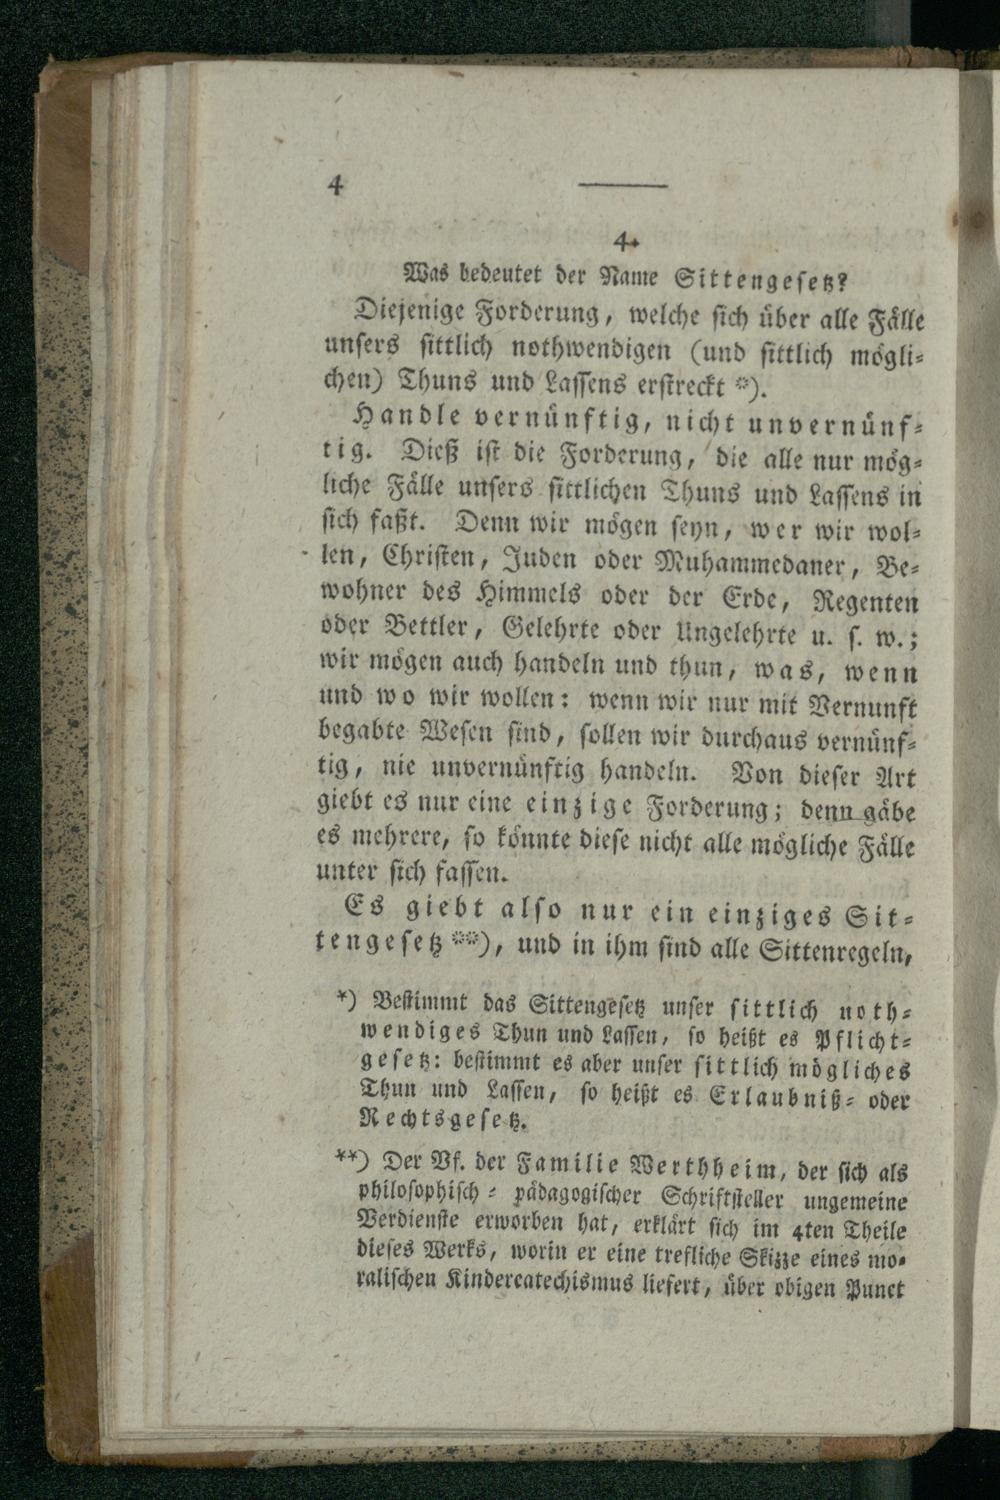 4
4.
Was bedeutet der Name Sittengesetz?
Diejenige Forderung, welche sich über alle Fälle
unsers sittlich nothwendigen (und sittlich mögli-
chen) Thuns und Lassens erstreckt *).
Handle vernünftig, nicht unvernünf-
tig. Dieß ist die Forderung, die alle nur mög-
liche Fälle unsers sittlichen Thuns und Lassens in
sich faßt. Denn wir mögen seyn, wer wir wol-
len, Christen, Juden oder Muhammedaner, Be-
wohner des Himmels oder der Erde, Regenten
oder Bettler, Gelehrte oder Ungelehrte u. s. w.;
wir mögen auch handeln und thun, was, wenn
und wo wir wollen: wenn wir nur mit Vernunft
begabte Wesen sind, sollen wir durchaus vernünf-
tig, nie unvernünftig handeln. Von dieser Art
giebt es nur eine einzige Forderung; denn gäbe
es mehrere, so könnte diese nicht alle mögliche Fälle
unter sich fassen.
Es giebt also nur ein einziges Sit-
tengesetz **), und in ihm sind alle Sittenregeln,
*) Bestimmt das Sittengesetz unser sittlich noth-
wendiges Thun und Lassen, so heißt es Pflicht-
gesetz: bestimmt es aber unser sittlich mögliches
Thun und Lassen, so heißt es Erlaubniß- oder
Rechtsgesetz.
**) Der Vf. der Familie Werthheim, der sich als
philosophisch - pädagogischer Schriftsteller ungemeine
Verdienste erworben hat, erklärt sich im 4ten Theile
dieses Werks, worin er eine trefliche Skizze eines mo-
ralischen Kindercatechismus liefert, über obigen Punct